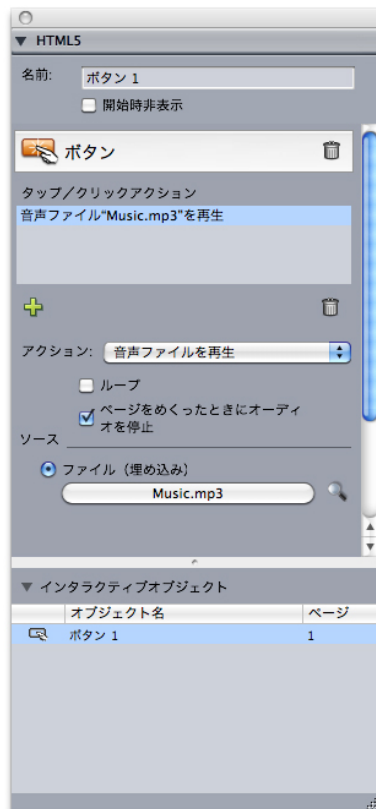 HTML5
名前:
ボタン 1
開始時非表示
ボタン
タップ/クリックアクション
音声ファイル“Music.mp3”を再生
アクション: 音声ファイルを再生
ループ
ページをめくったときにオーディ
オを停止
ソース
ファイル（埋め込み）
Music.mp3
インタラクティブオブジェクト
オブジェクト名 ページ
ボタン 1 1